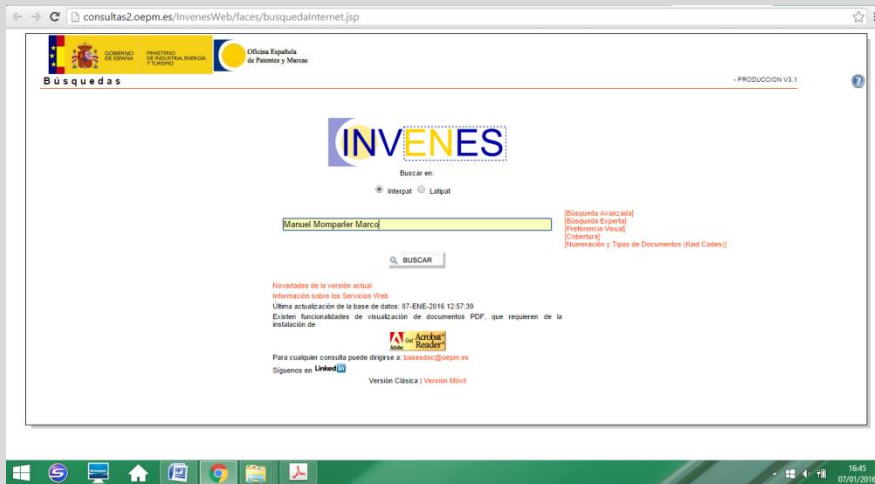 consultas2.oepm.es/InvenesWeb/faces/busquedaInternet.jsp
GOBIERNO DE ESPAÑA
MINISTERIO DE INDUSTRIA, ENERGÍA Y TURISMO
Oficina Española
de Patentes y Marcas
Búsquedas
- PRODUCCION V3.1
INVENES
Buscar en:
Interpat Latipat
Manuel Momparler Marco
[Búsqueda Avanzada]
[Búsqueda Experta]
[Preferencia Visual]
[Cobertura]
[Numeración y Tipos de Documentos (Kind Codes)]
BUSCAR
Novedades de la versión actual.
Información sobre los Servicios Web
Última actualización de la base de datos: 07-ENE-2016 12:57:39
Existen funcionalidades de visualización de documentos PDF, que requieren de la
instalación de
Adobe Get Acrobat Reader
Para cualquier consulta puede dirigirse a: basesdoc@oepm.es
Síguenos en Linked in
Versión Clásica | Versión Móvil
16:45
07/01/2016